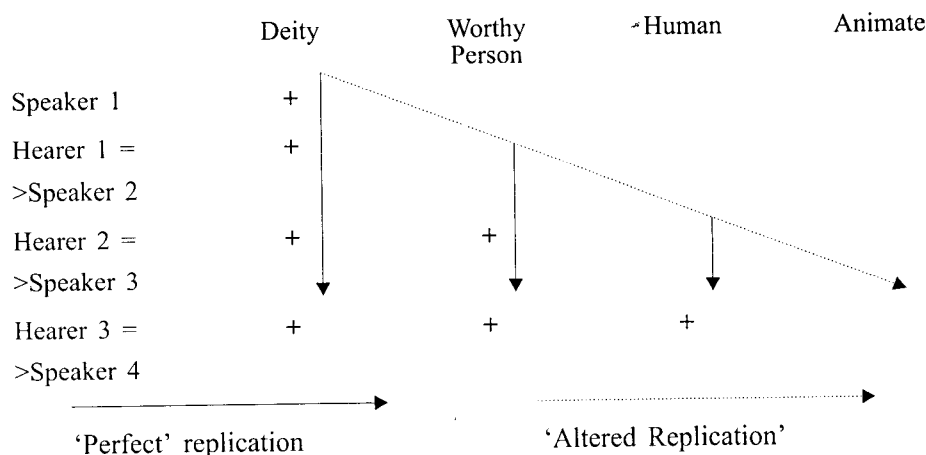 Deity Worthy Human Animate
Person
Speaker 1 +
Hearer 1 = +
>Speaker 2
Hearer 2 = + +
>Speaker 3
Hearer 3 = + + +
>Speaker 4
‘Perfect’ replication ‘Altered Replication’